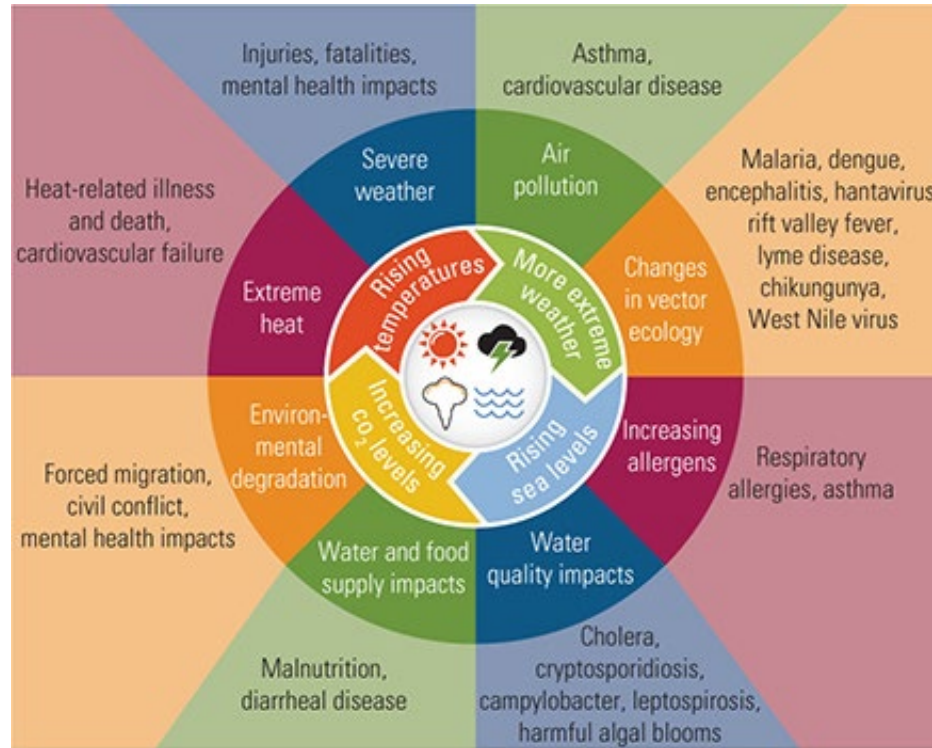 Injuries, fatalities,
mental health impacts
Asthma,
cardiovascular disease
Severe
weather
Air
pollution
Heat-related illness
and death,
cardiovascular failure
Malaria, dengue,
encephalitis, hantavirus
rift valley fever,
lyme disease,
chikungunya,
West Nile virus
Extreme
heat
Rising
temperatures
More extreme
weather
Changes
in vector
ecology
Environ-
mental
degradation
Increasing
co2 levels
Rising
sea levels
Increasing
allergens
Forced migration,
civil conflict,
mental health impacts
Respiratory
allergies, asthma
Water and food
supply impacts
Water
quality impacts
Malnutrition,
diarrheal disease
Cholera,
cryptosporidiosis,
campylobacter, leptospirosis,
harmful algal blooms